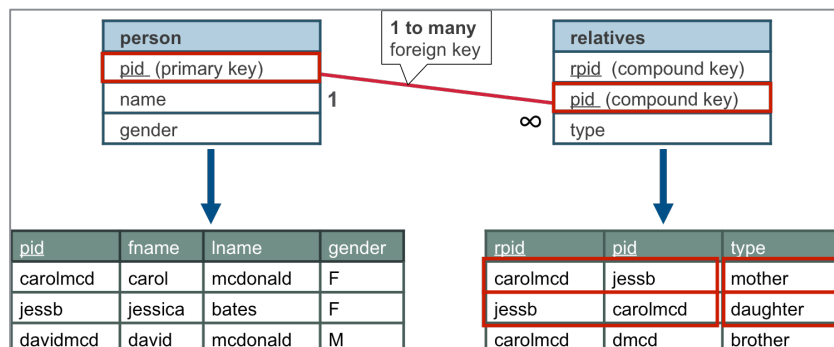 person
pid (primary key)
name
gender
1 to many
foreign key
1
∞
relatives
rpid (compound key)
pid (compound key)
type
pid fname lname gender
carolmcd carol mcdonald F
jessb jessica bates F
davidmcd david mcdonald M
rpid pid type
carolmcd jessb mother
jessb carolmcd daughter
carolmcd dmcd brother